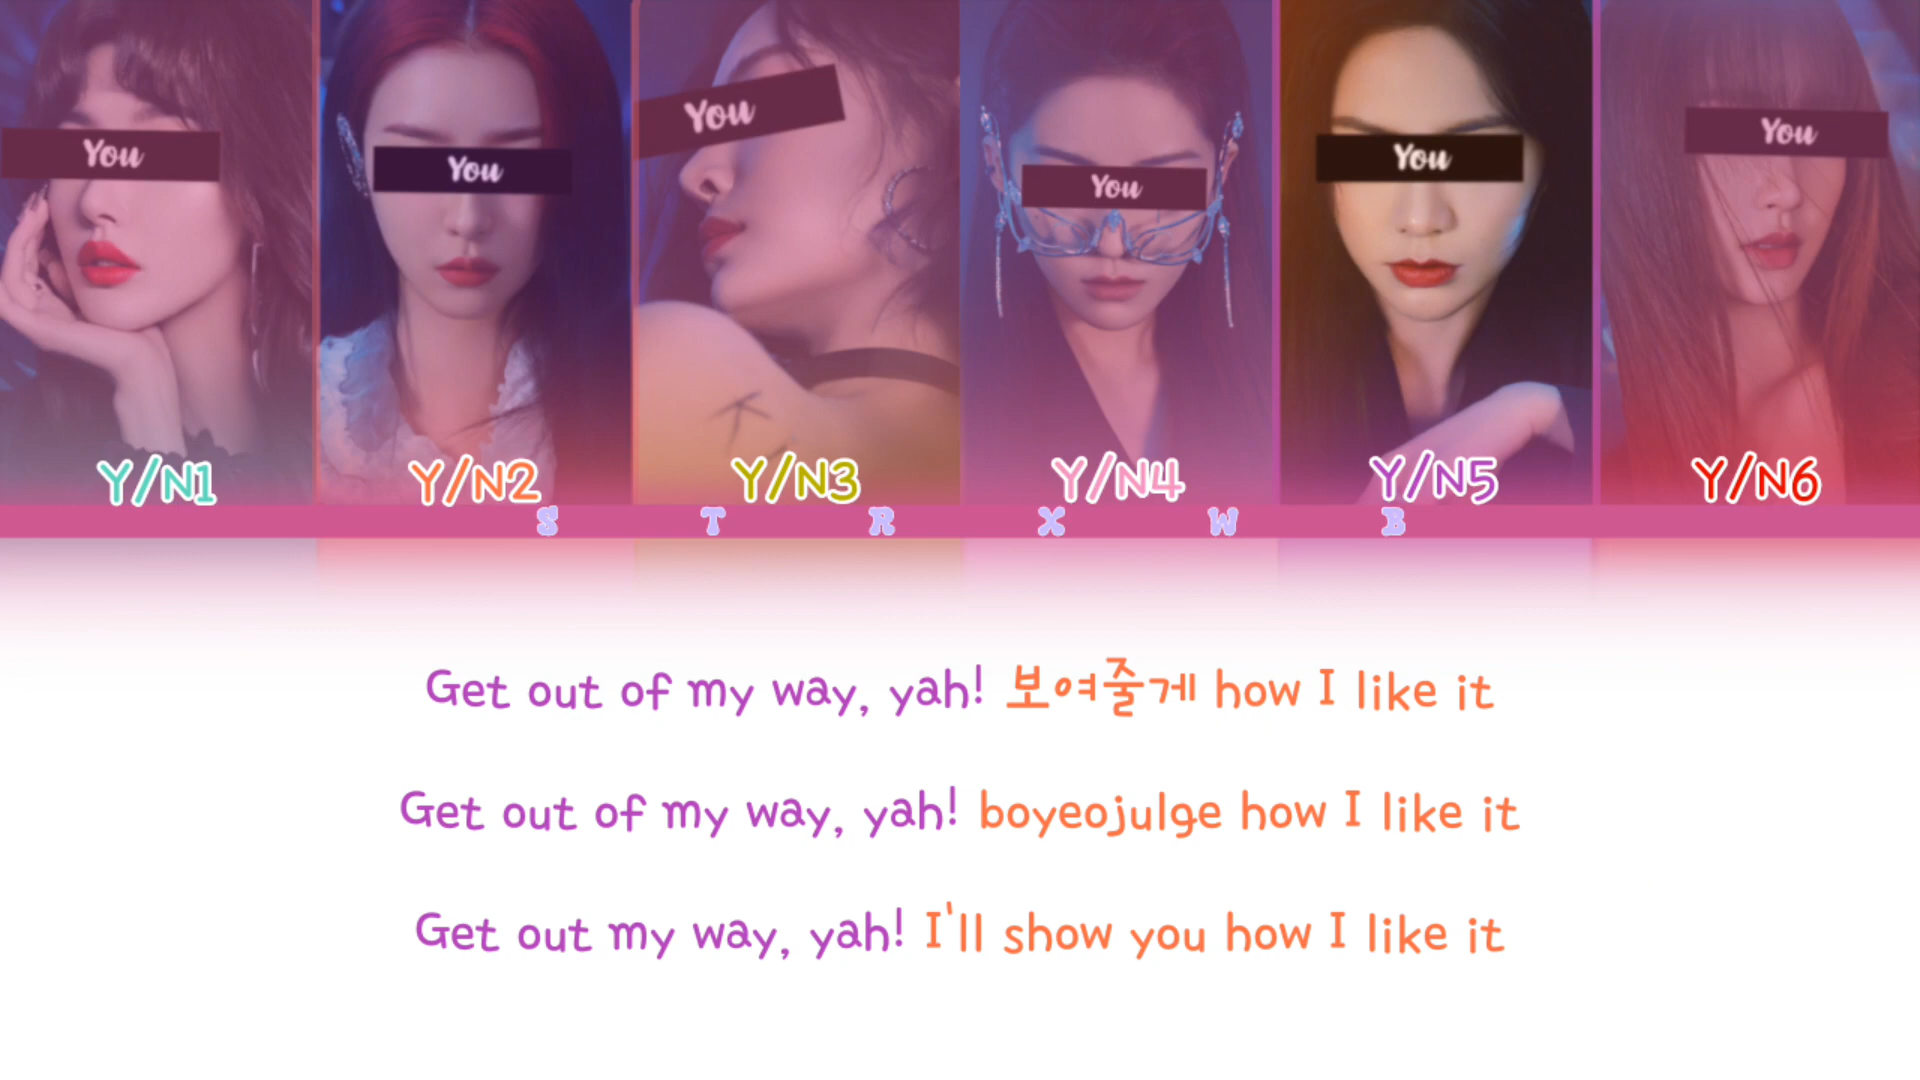 You You You You You You
Y/N1 Y/N2 Y/N3 Y/N4 Y/N5 Y/N6
S T R X W B
Get out of my way, yah! 보여줄게 how I like it
Get out of my way, yah! boyeojulge how I like it
Get out my way, yah! I'll show you how I like it